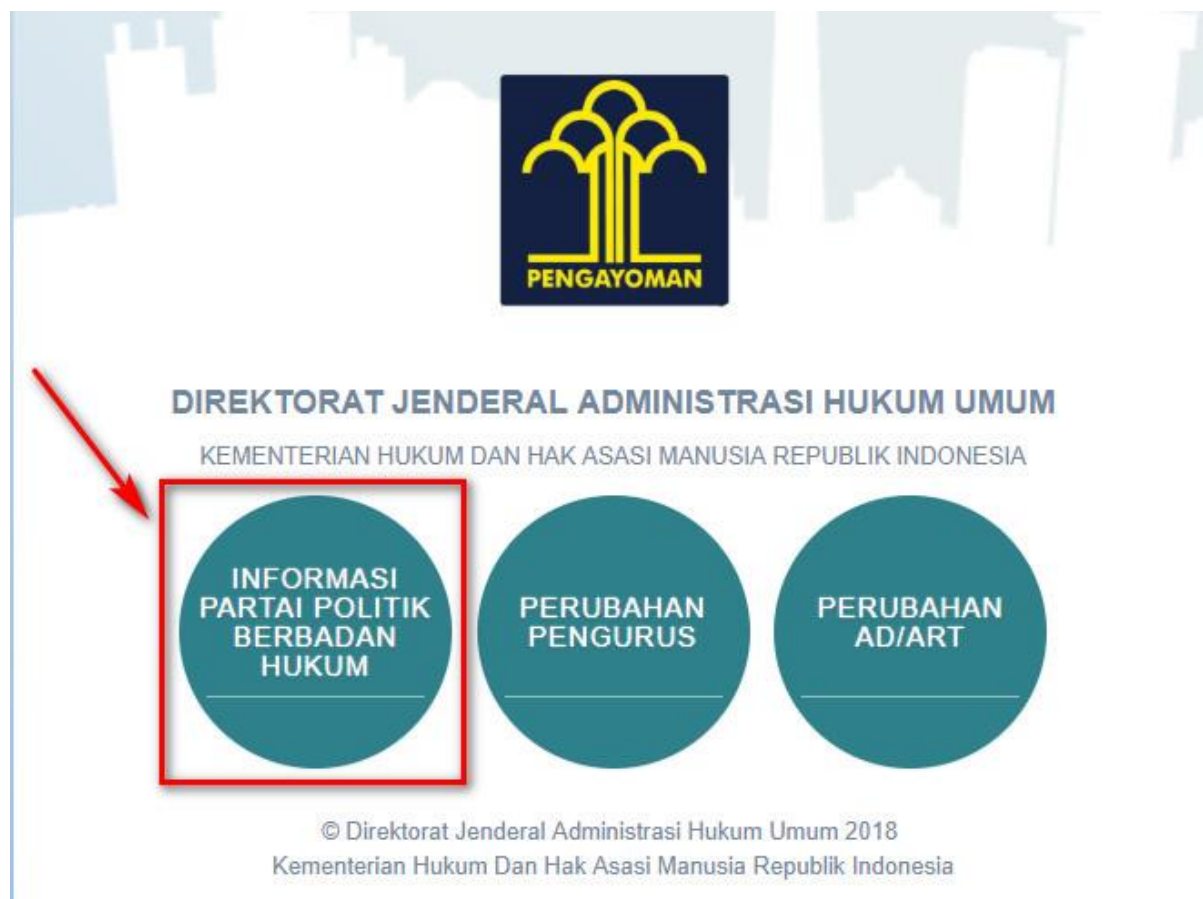 PENGAYOMAN
DIREKTORAT JENDERAL ADMINISTRASI HUKUM UMUM
KEMENTERIAN HUKUM DAN HAK ASASI MANUSIA REPUBLIK INDONESIA
INFORMASI
PARTAI POLITIK
BERBADAN
HUKUM
PERUBAHAN
PENGURUS
PERUBAHAN
AD/ART
© Direktorat Jenderal Administrasi Hukum Umum 2018
Kementerian Hukum Dan Hak Asasi Manusia Republik Indonesia